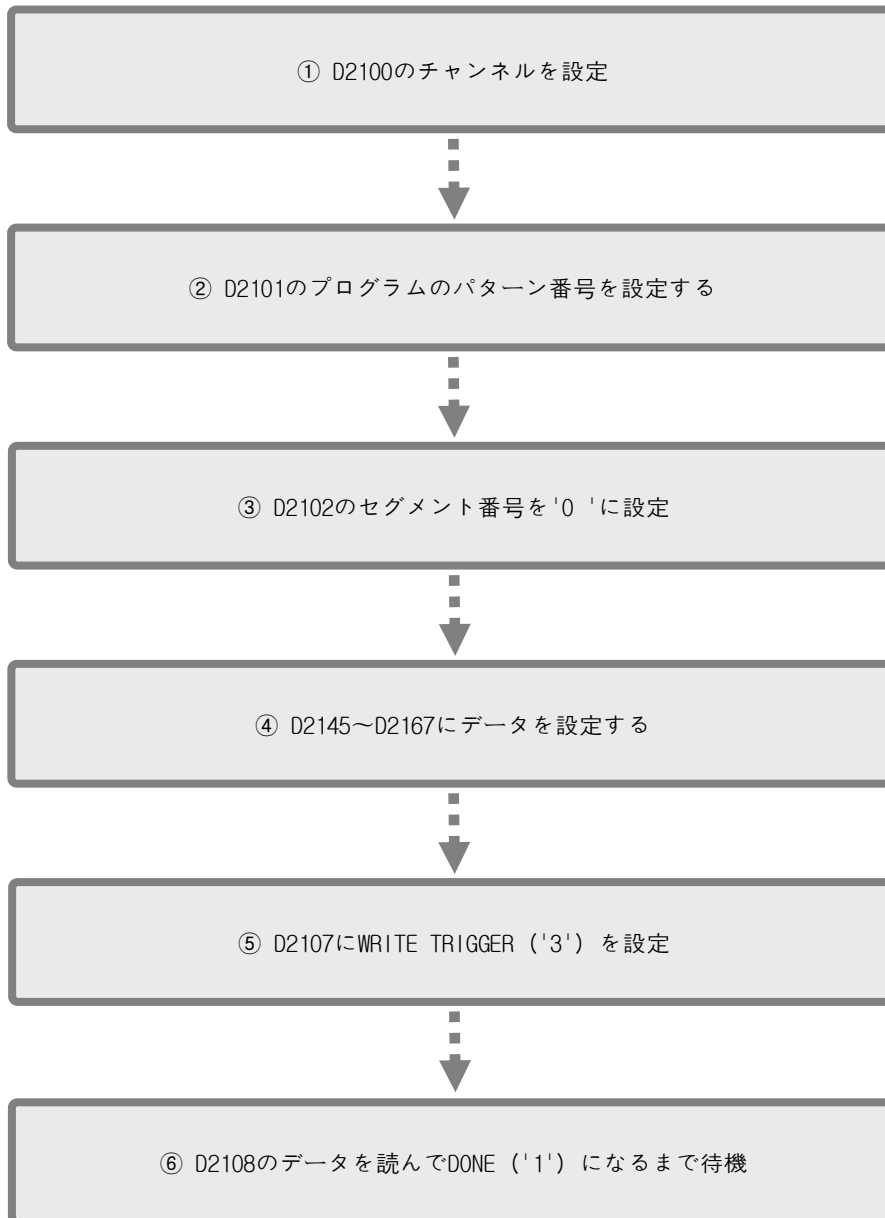 ① D2100のチャンネルを設定
② D2101のプログラムのパターン番号を設定する
③ D2102のセグメント番号を'0 'に設定
④ D2145～D2167にデータを設定する
⑤ D2107にWRITE TRIGGER ('3') を設定
⑥ D2108のデータを読んでDONE ('1') になるまで待機